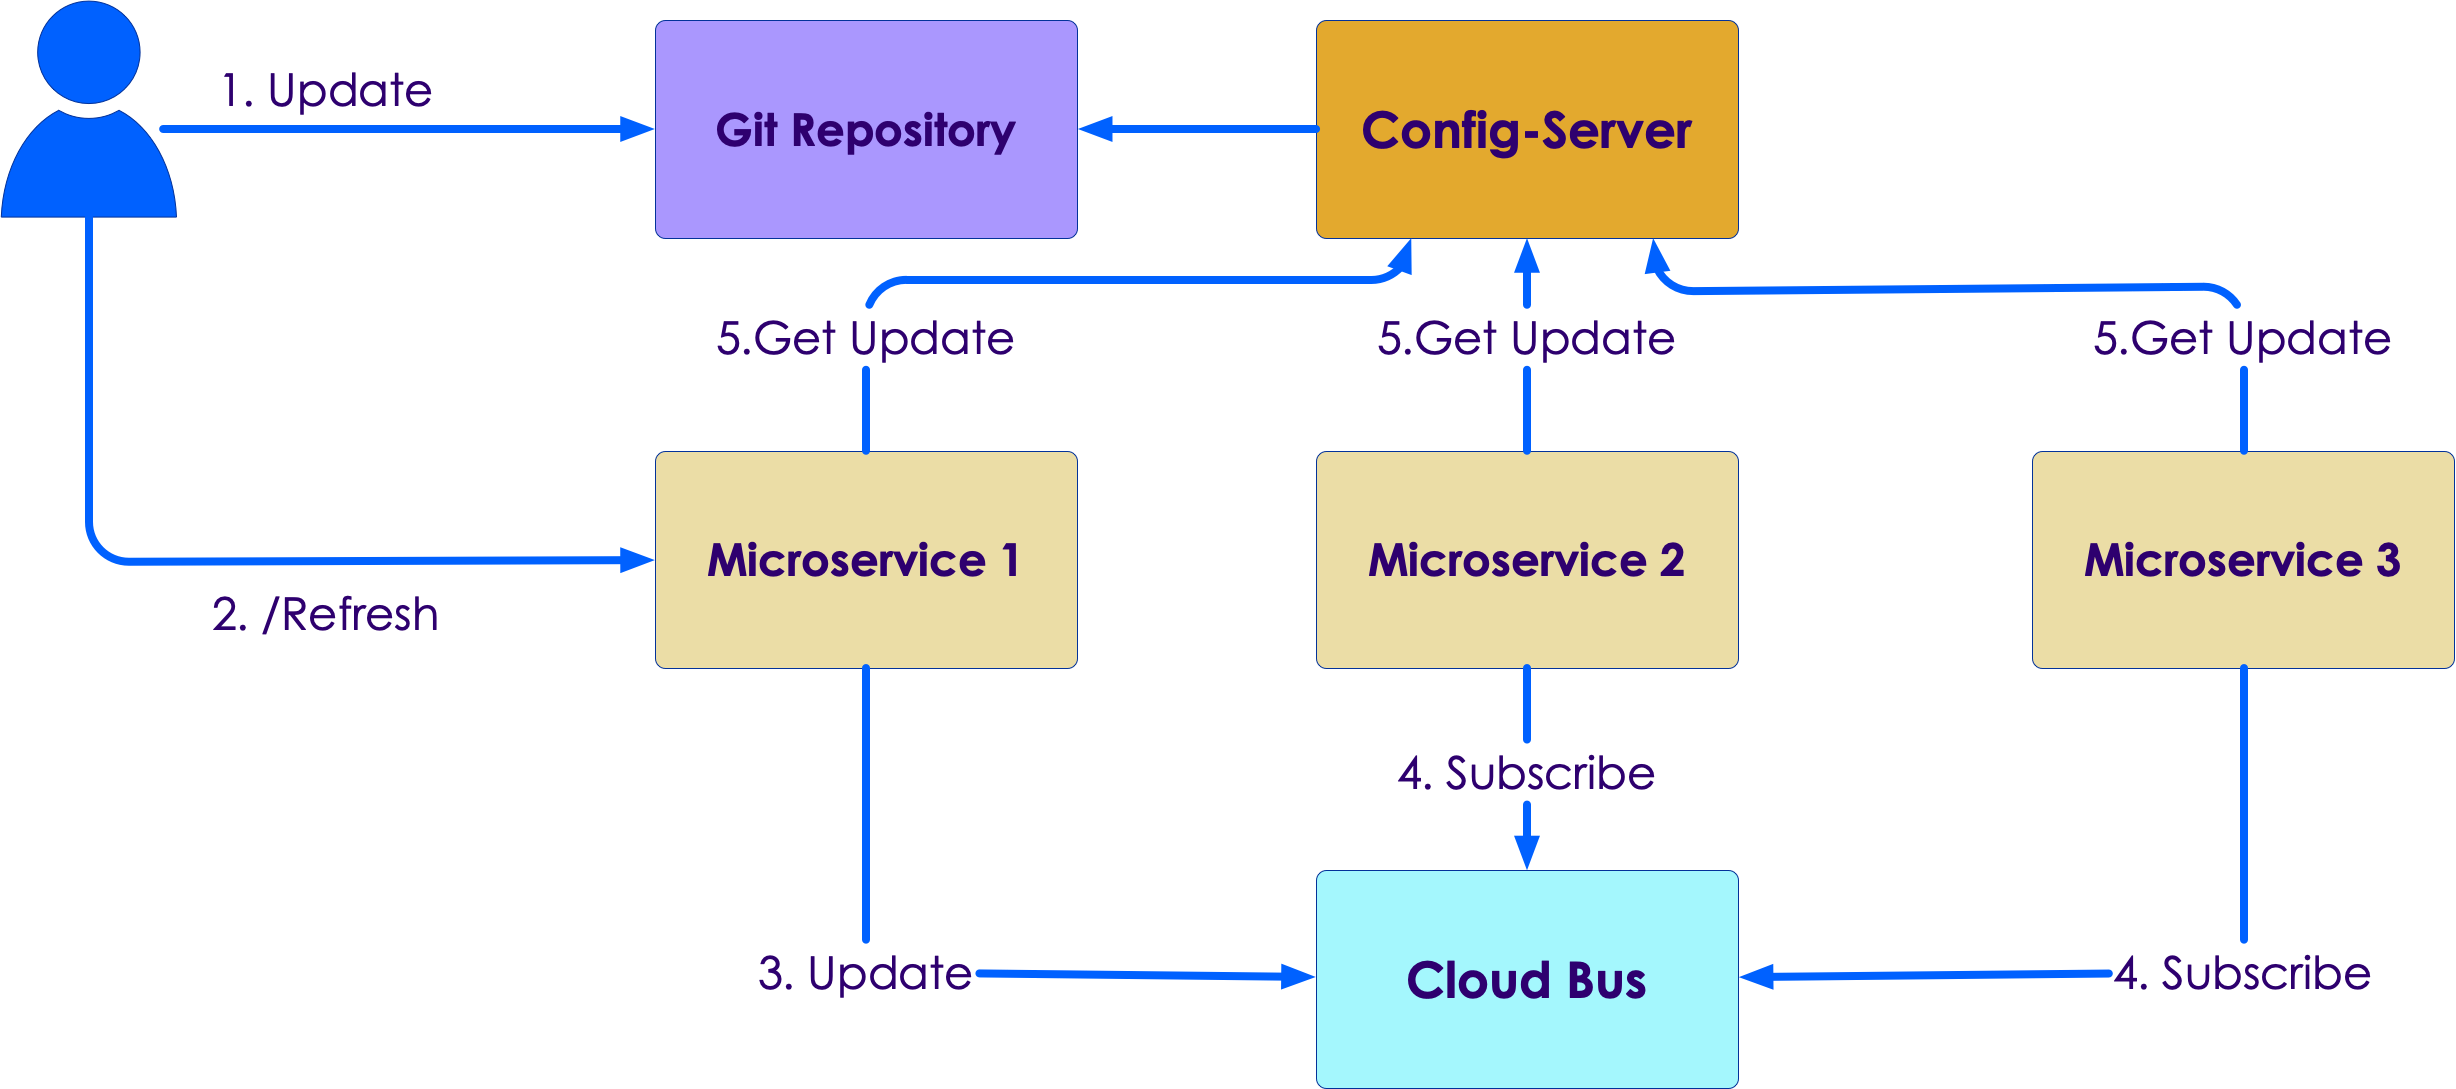 1. Update
Git Repository
Config-Server
5.Get Update
5.Get Update
5.Get Update
Microservice 1
Microservice 2
Microservice 3
2. /Refresh
4. Subscribe
3. Update
Cloud Bus
4. Subscribe